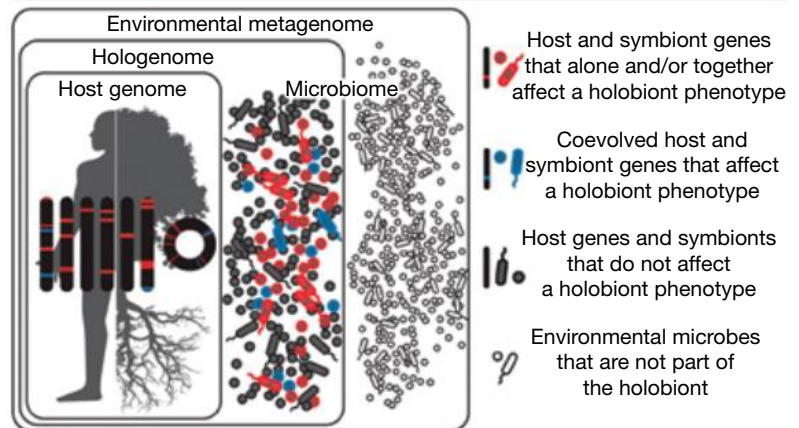 Environmental metagenome
Hologenome
Host genome
Microbiome
Host and symbiont genes
that alone and/or together
affect a holobiont phenotype
Coevolved host and
symbiont genes that affect
a holobiont phenotype
Host genes and symbionts
that do not affect
a holobiont phenotype
Environmental microbes
that are not part of
the holobiont